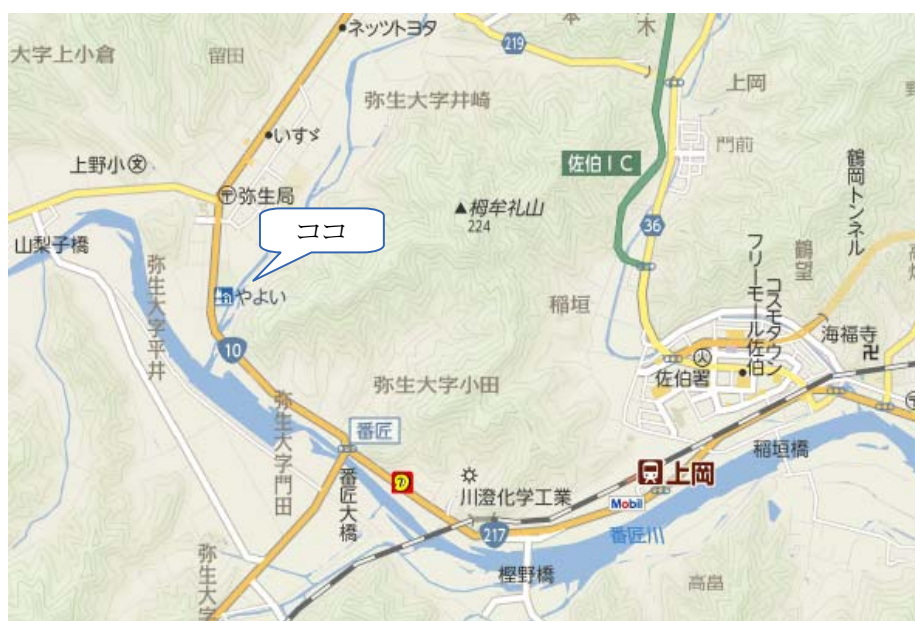 ネッツトヨタ
本
木
219
大字上小倉
留田
上岡
弥生大字井崎
いすゞ
門前
佐伯IC
上野小
文
弥生局
鶴岡トンネル
栂牟礼山
224
36
ココ
山梨子橋
鶴望
フリーモール佐伯
コスモタウン
弥生大字平井
やよい
稲垣
海福寺
10
佐伯署
弥生大字小田
弥生大字門田
番匠
稲垣橋
上岡
川澄化学工業
番匠大橋
Mobil
217
番匠川
弥生大字
樫野橋
高畠